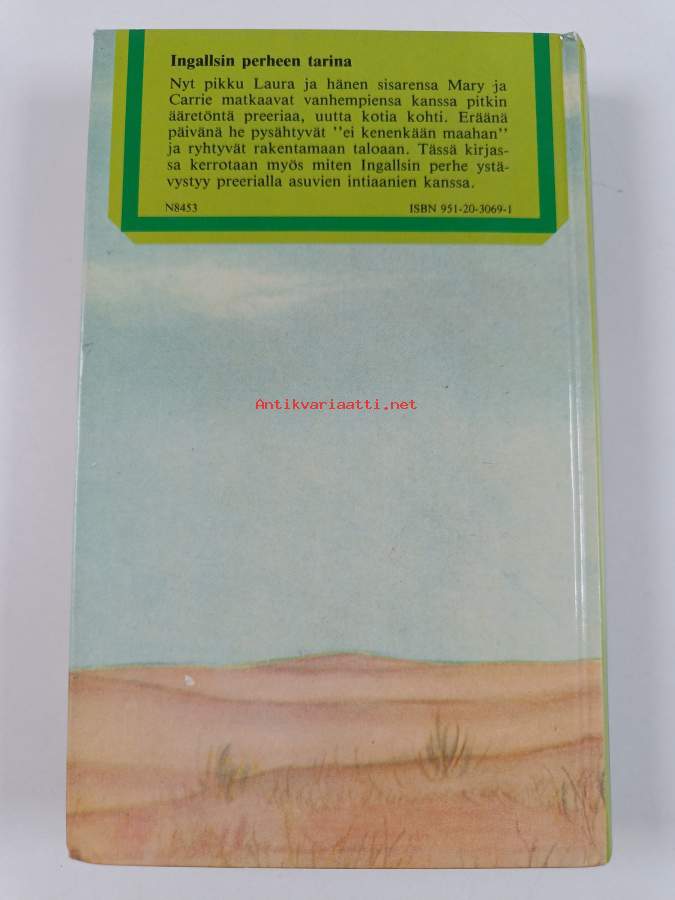 Ingallsin perheen tarina
Nyt pikku Laura ja hänen sisarensa Mary ja
Carrie matkaavat vanhempiensa kanssa pitkin
ääretöntä preeriaa, uutta kotia kohti. Eräänä
päivänä he pysähtyvät "ei kenenkään maahan"
ja ryhtyvät rakentamaan taloaan. Tässä kirjas-
sa kerrotaan myös miten Ingallsin perhe ystä-
vystyy preerialla asuvien intiaanien kanssa.
N8453 ISBN 951-20-3069-1
Antikvariaatti.net